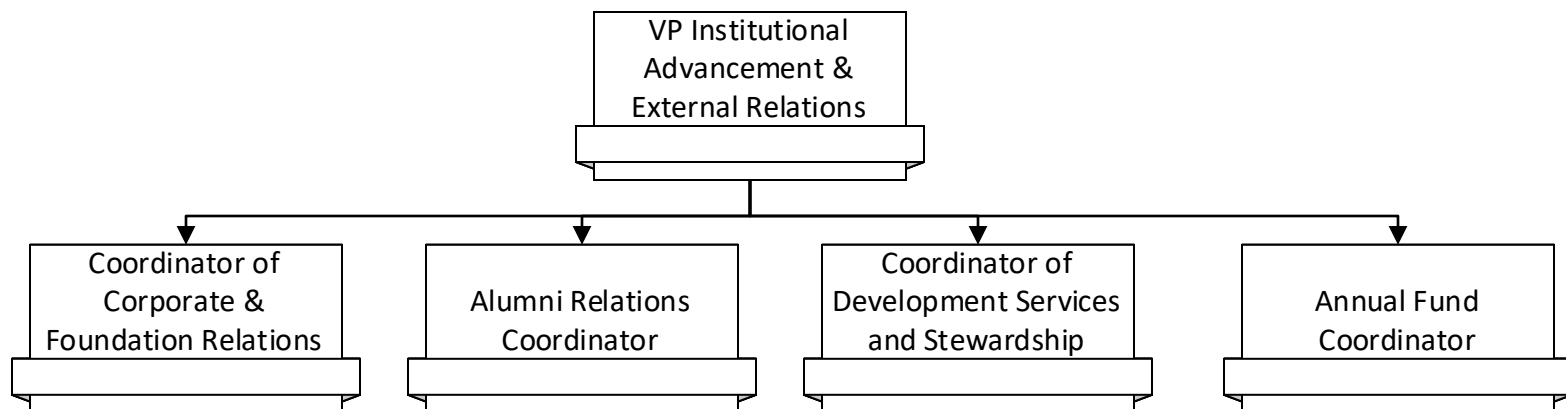 VP Institutional
Advancement &
External Relations
Coordinator of
Corporate &
Foundation Relations
Alumni Relations
Coordinator
Coordinator of
Development Services
and Stewardship
Annual Fund
Coordinator